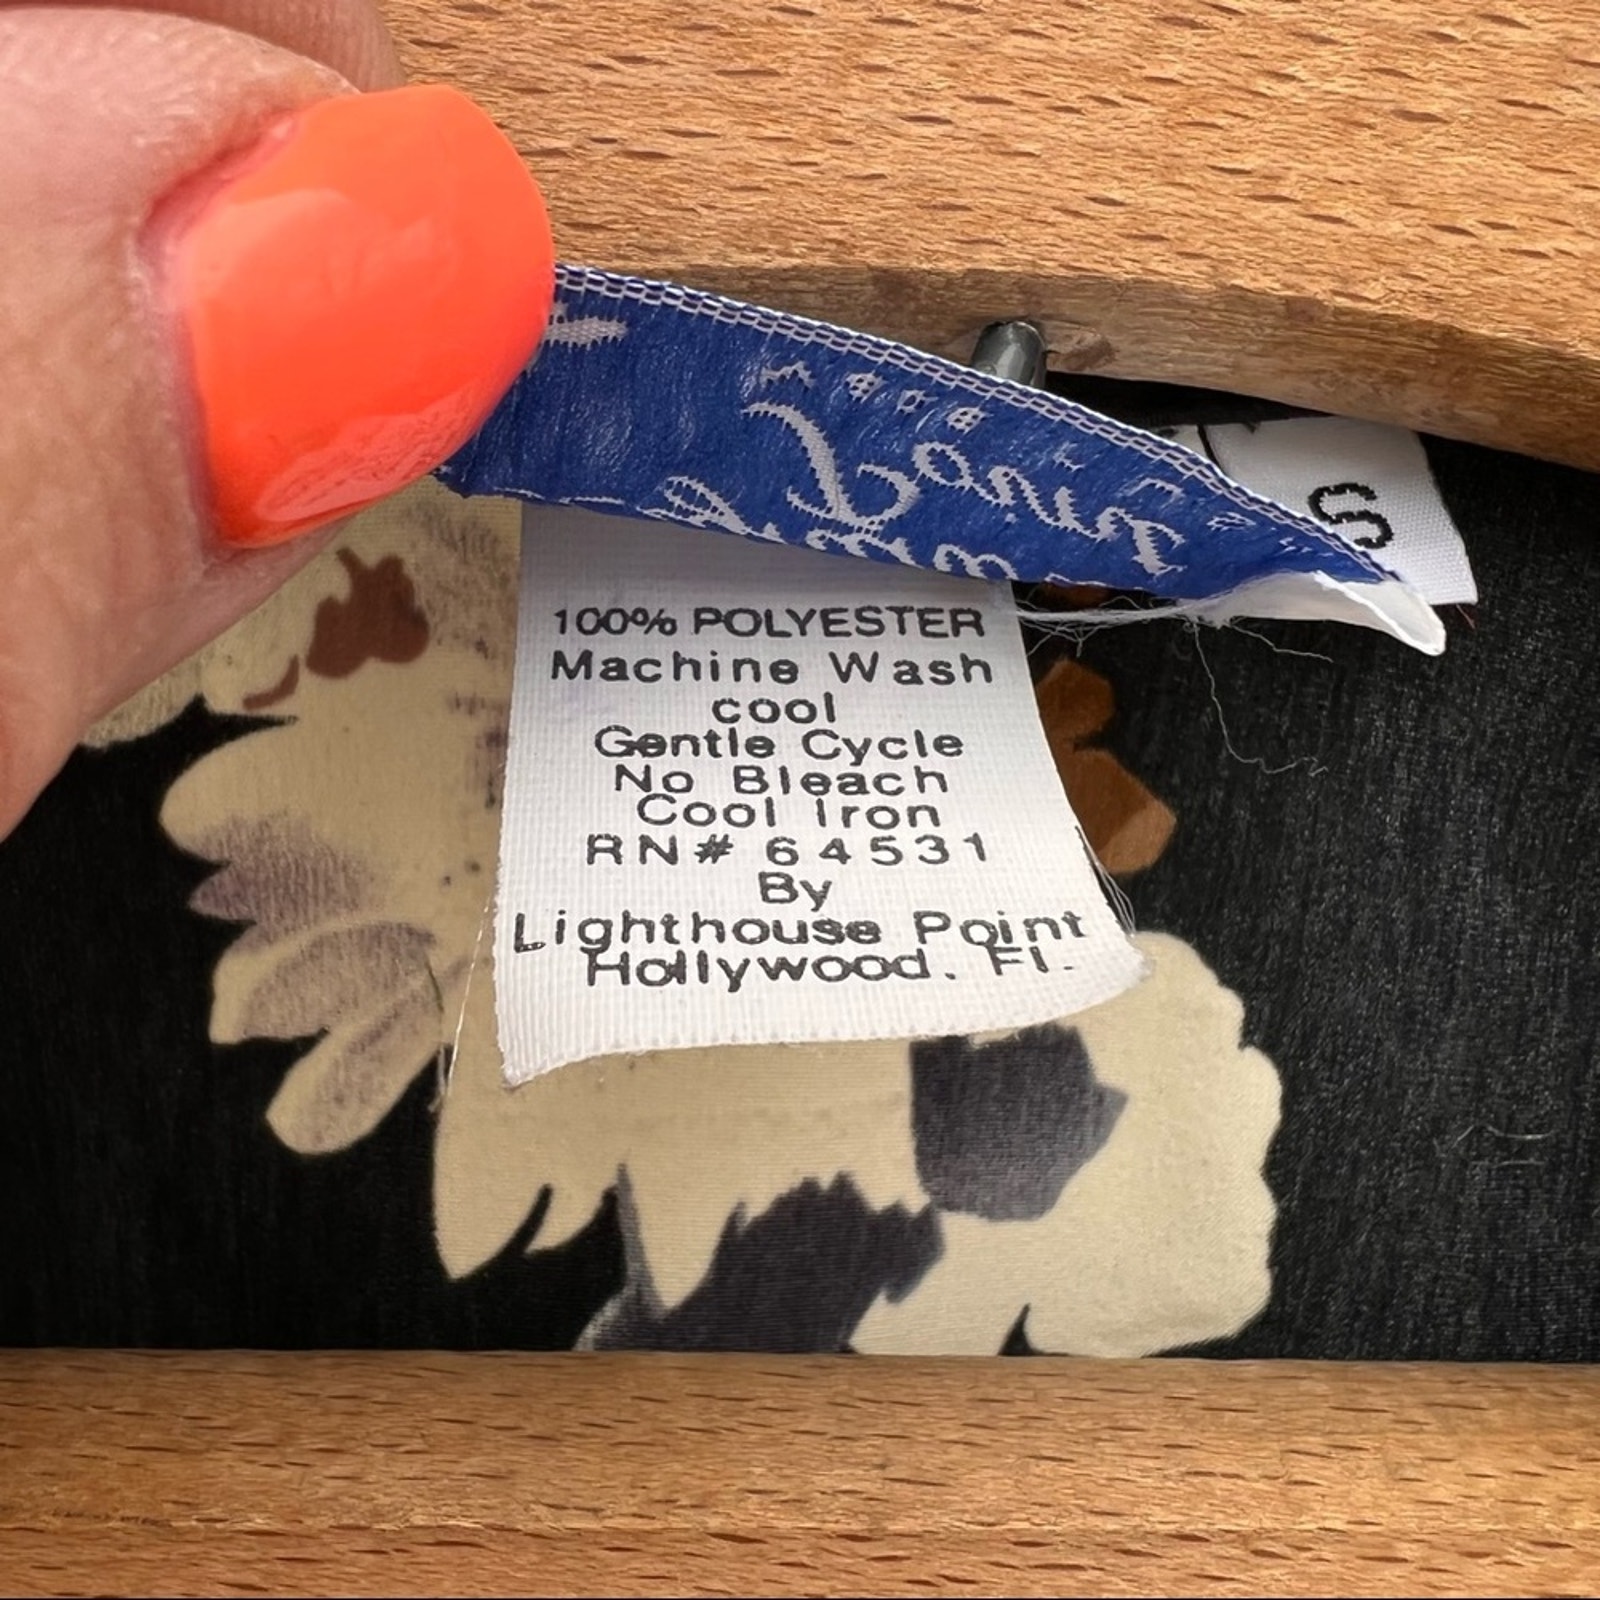 S
100% POLYESTER
Machine Wash
cool
Gentle Cycle
No Bleach
Cool Iron
RN# 64531
By
Lighthouse Point
Hollywood. Fl.